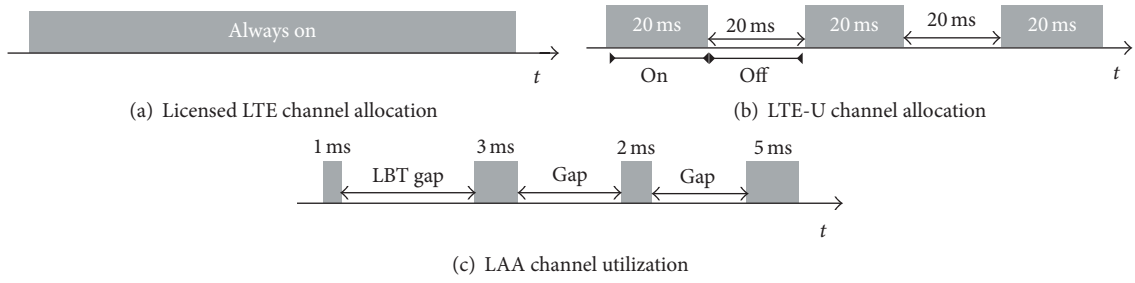 Always on
t
(a) Licensed LTE channel allocation
20 ms 20 ms 20 ms 20 ms 20 ms
On Off
t
(b) LTE-U channel allocation
1 ms 3 ms 2 ms 5 ms
LBT gap Gap Gap
t
(c) LAA channel utilization